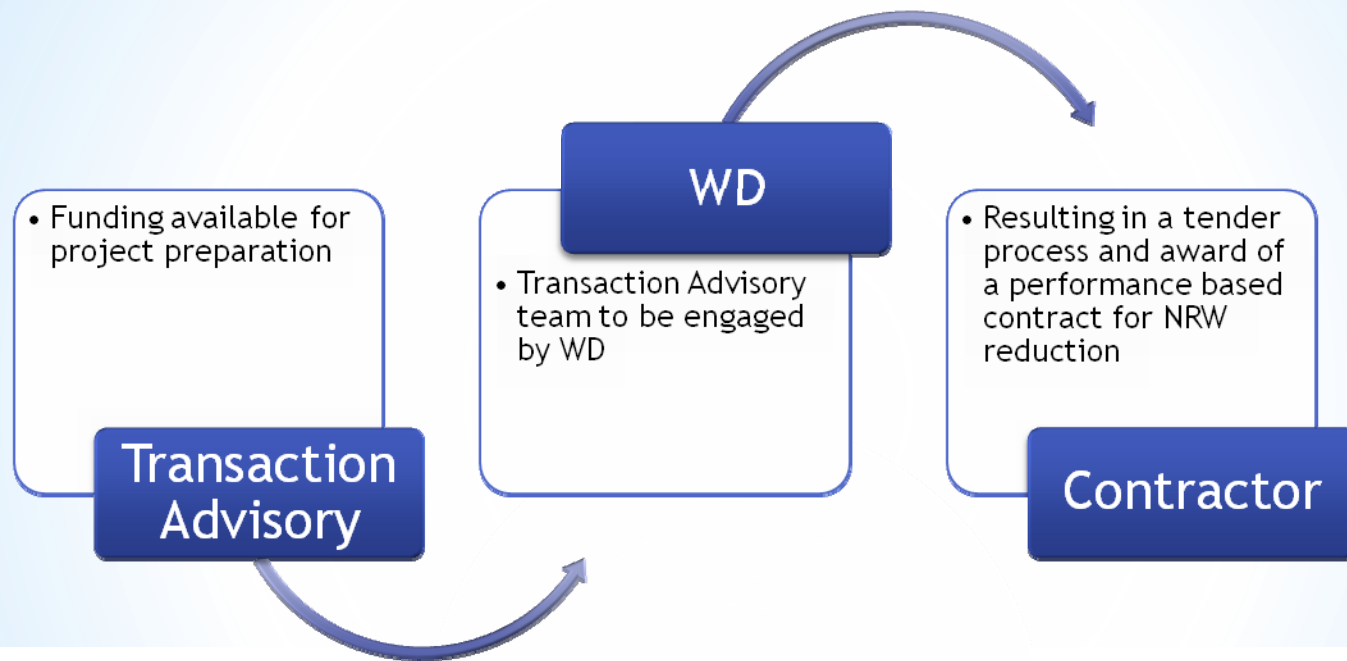 • Funding available for
project preparation
Transaction
Advisory
WD
• Transaction Advisory
team to be engaged
by WD
• Resulting in a tender
process and award of
a performance based
contract for NRW
reduction
Contractor